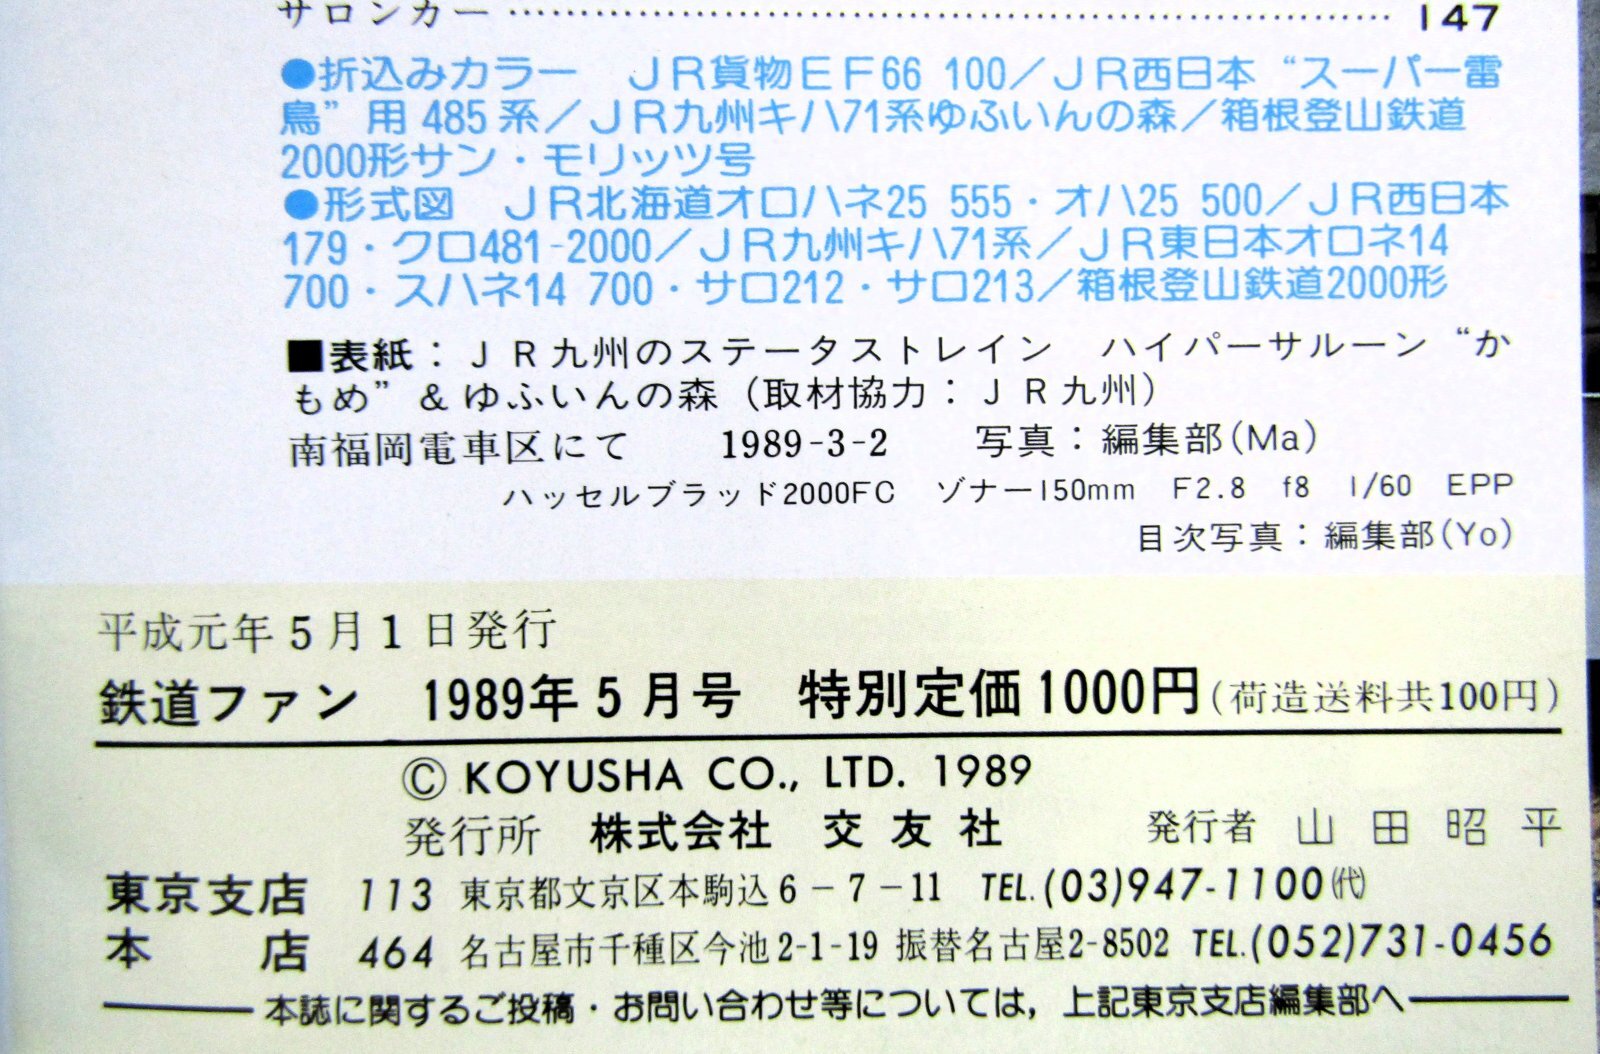 サロンカー …………………………………………………… 147
●折込みカラー　ＪＲ貨物ＥＦ66 100／ＪＲ西日本 “スーパー雷
鳥” 用 485 系／ＪＲ九州キハ71系ゆふいんの森／箱根登山鉄道
2000形サン・モリッツ号
●形式図　ＪＲ北海道オロハネ25 555・オハ25 500／ＪＲ西日本
179・クロ481-2000／ＪＲ九州キハ71系／ＪＲ東日本オロネ14
700・スハネ14 700・サロ212・サロ213／箱根登山鉄道2000形
■表紙：ＪＲ九州のステータストレイン　ハイパーサルーン “か
もめ” ＆ゆふいんの森（取材協力：ＪＲ九州）
南福岡電車区にて　1989-3-2　写真：編集部(Ma)
ハッセルブラッド2000FC　ゾナー150mm　F2.8　f8　1/60　EPP
目次写真：編集部(Yo)
平成元年 5 月 1 日発行
鉄道ファン　1989年 5 月号　特別定価1000円（荷造送料共100円）
Ⓒ KOYUSHA CO., LTD. 1989
発行所　株式会社　交 友 社　発行者　山 田 昭 平
東京支店　113　東京都文京区本駒込 6 － 7 － 11　TEL.(03)947-1100㈹
本　　店　464　名古屋市千種区今池 2-1-19　振替名古屋2-8502　TEL.(052)731-0456
本誌に関するご投稿・お問い合わせ等については，上記東京支店編集部へ